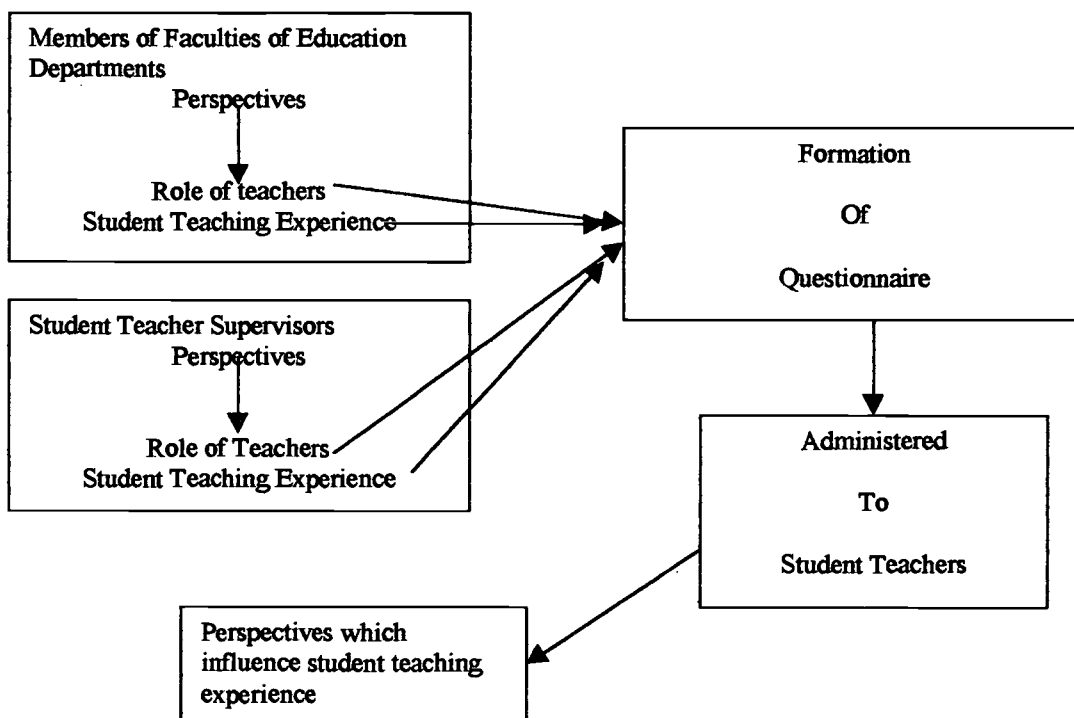 Members of Faculties of Education
Departments
Perspectives
Role of teachers
Student Teaching Experience
Student Teacher Supervisors
Perspectives
Role of Teachers
Student Teaching Experience
Formation
Of
Questionnaire
Administered
To
Student Teachers
Perspectives which
influence student teaching
experience